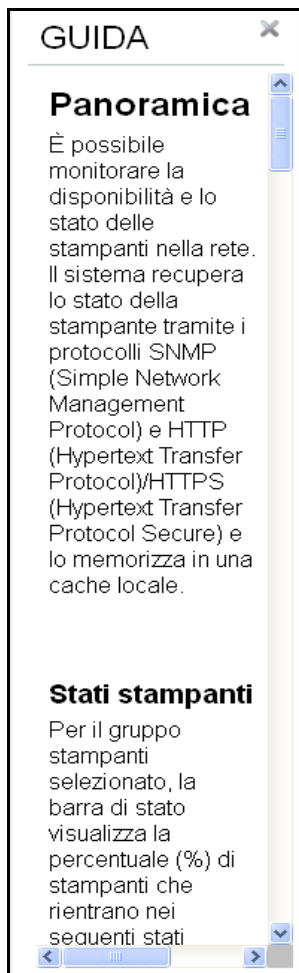 GUIDA
Panoramica
È possibile
monitorare la
disponibilità e lo
stato delle
stampanti nella rete.
Il sistema recupera
lo stato della
stampante tramite i
protocolli SNMP
(Simple Network
Management
Protocol) e HTTP
(Hypertext Transfer
Protocol)/HTTPS
(Hypertext Transfer
Protocol Secure) e
lo memorizza in una
cache locale.
Stati stampanti
Per il gruppo
stampanti
selezionato, la
barra di stato
visualizza la
percentuale (%) di
stampanti che
rientrano nei
seguenti stati